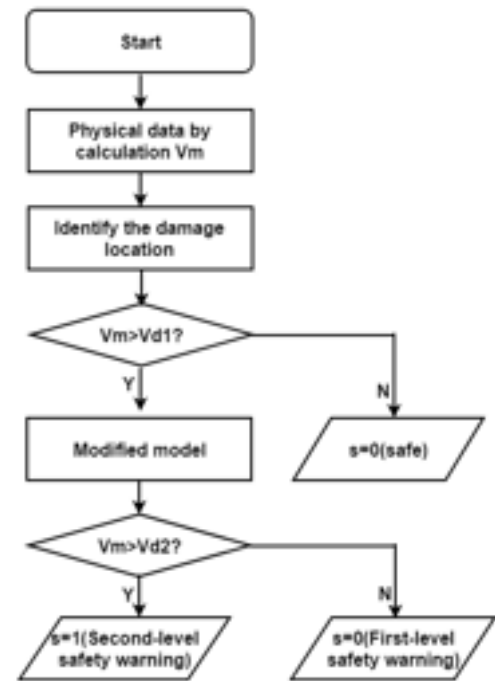 Start
Physical data by
calculation Vm
Identify the damage
location
Vm>Vd1?
Y
N
Modified model
s=0(safe)
Vm>Vd2?
Y
N
s=1(Second-level
safety warning)
s=0(First-level
safety warning)